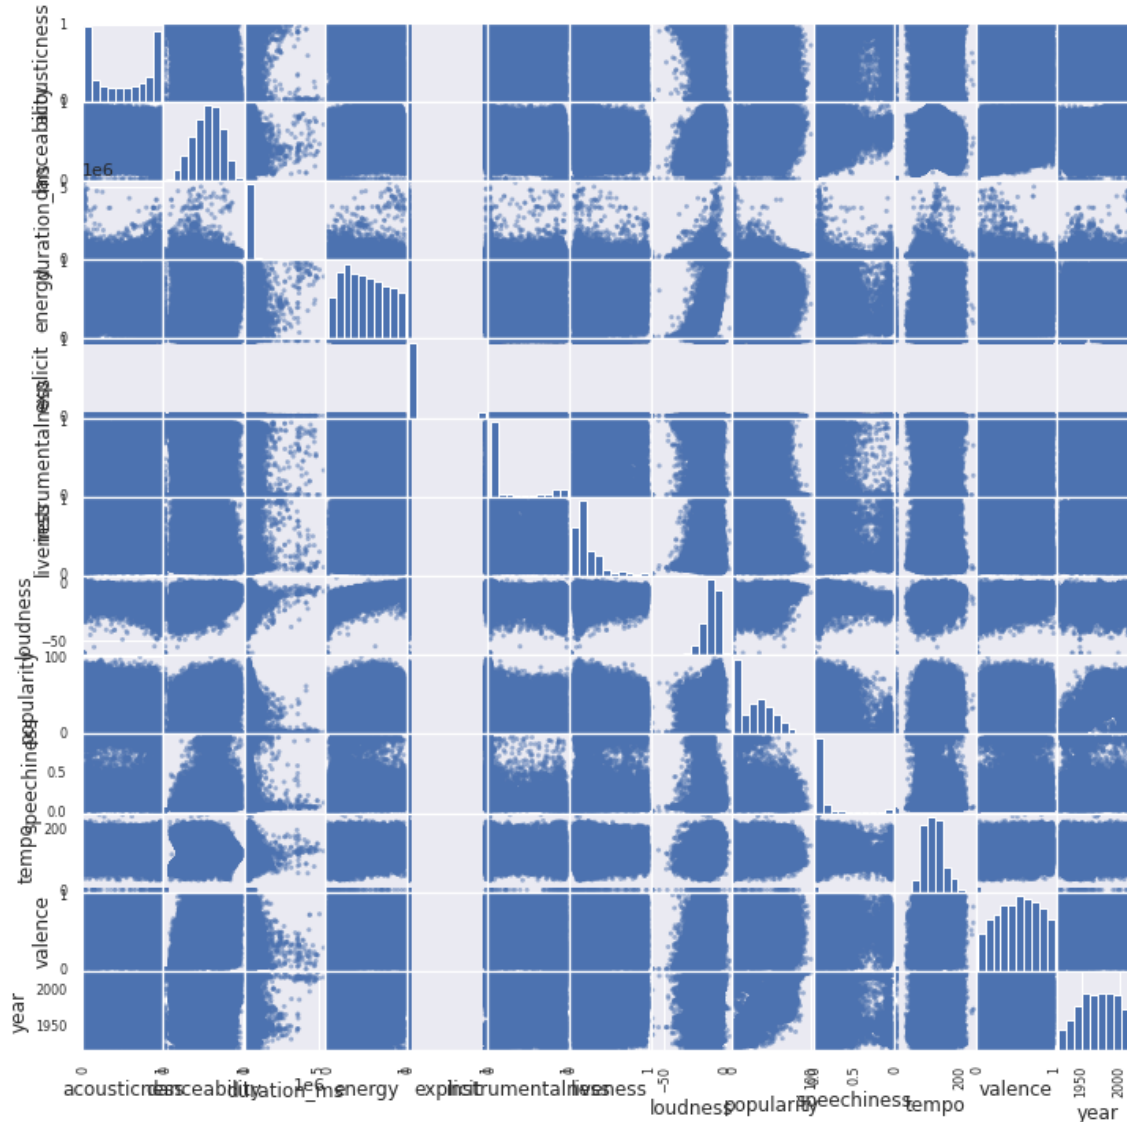 1
acousticness
0
1
danceability
0
1e6
5
duration_ms
0
1
energy
0
1
explicit
0
1
instrumentalness
0
1
liveness
0
0
loudness
−50
100
popularity
0
speechiness
0.5
0.0
200
tempo
0
1
valence
0
2000
year
1950
0 1 0 1 0 5 0 1 0 1 0 1 0 1 −50 0 0 100 0.0 0.5 0 200 0 1 1950 2000
1e6
acousticness danceability duration_ms energy explicit instrumentalness liveness loudness popularity speechiness tempo valence year